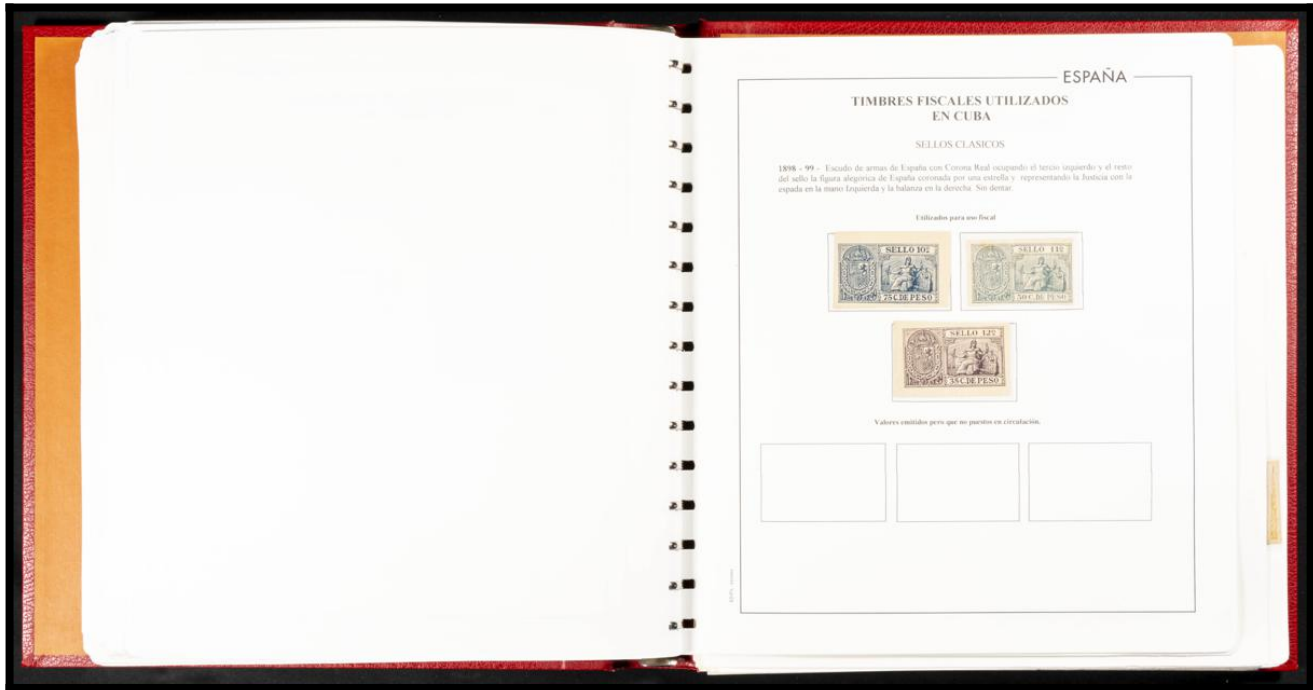 ESPAÑA
TIMBRES FISCALES UTILIZADOS
EN CUBA
SELLOS CLASICOS
1898 - 99 - Escudo de armas de España con Corona Real ocupando el tercio izquierdo y el resto
del sello la figura alegórica de España coronada por una estrella y representando la Justicia con la
espada en la mano Izquierda y la balanza en la derecha. Sin dentar.
Utilizados para uso fiscal
SELLO 10º
75 C. DE PESO
SELLO 11º
50 C. DE PESO
SELLO 12º
35 C. DE PESO
Valores emitidos pero que no puestos en circulación.